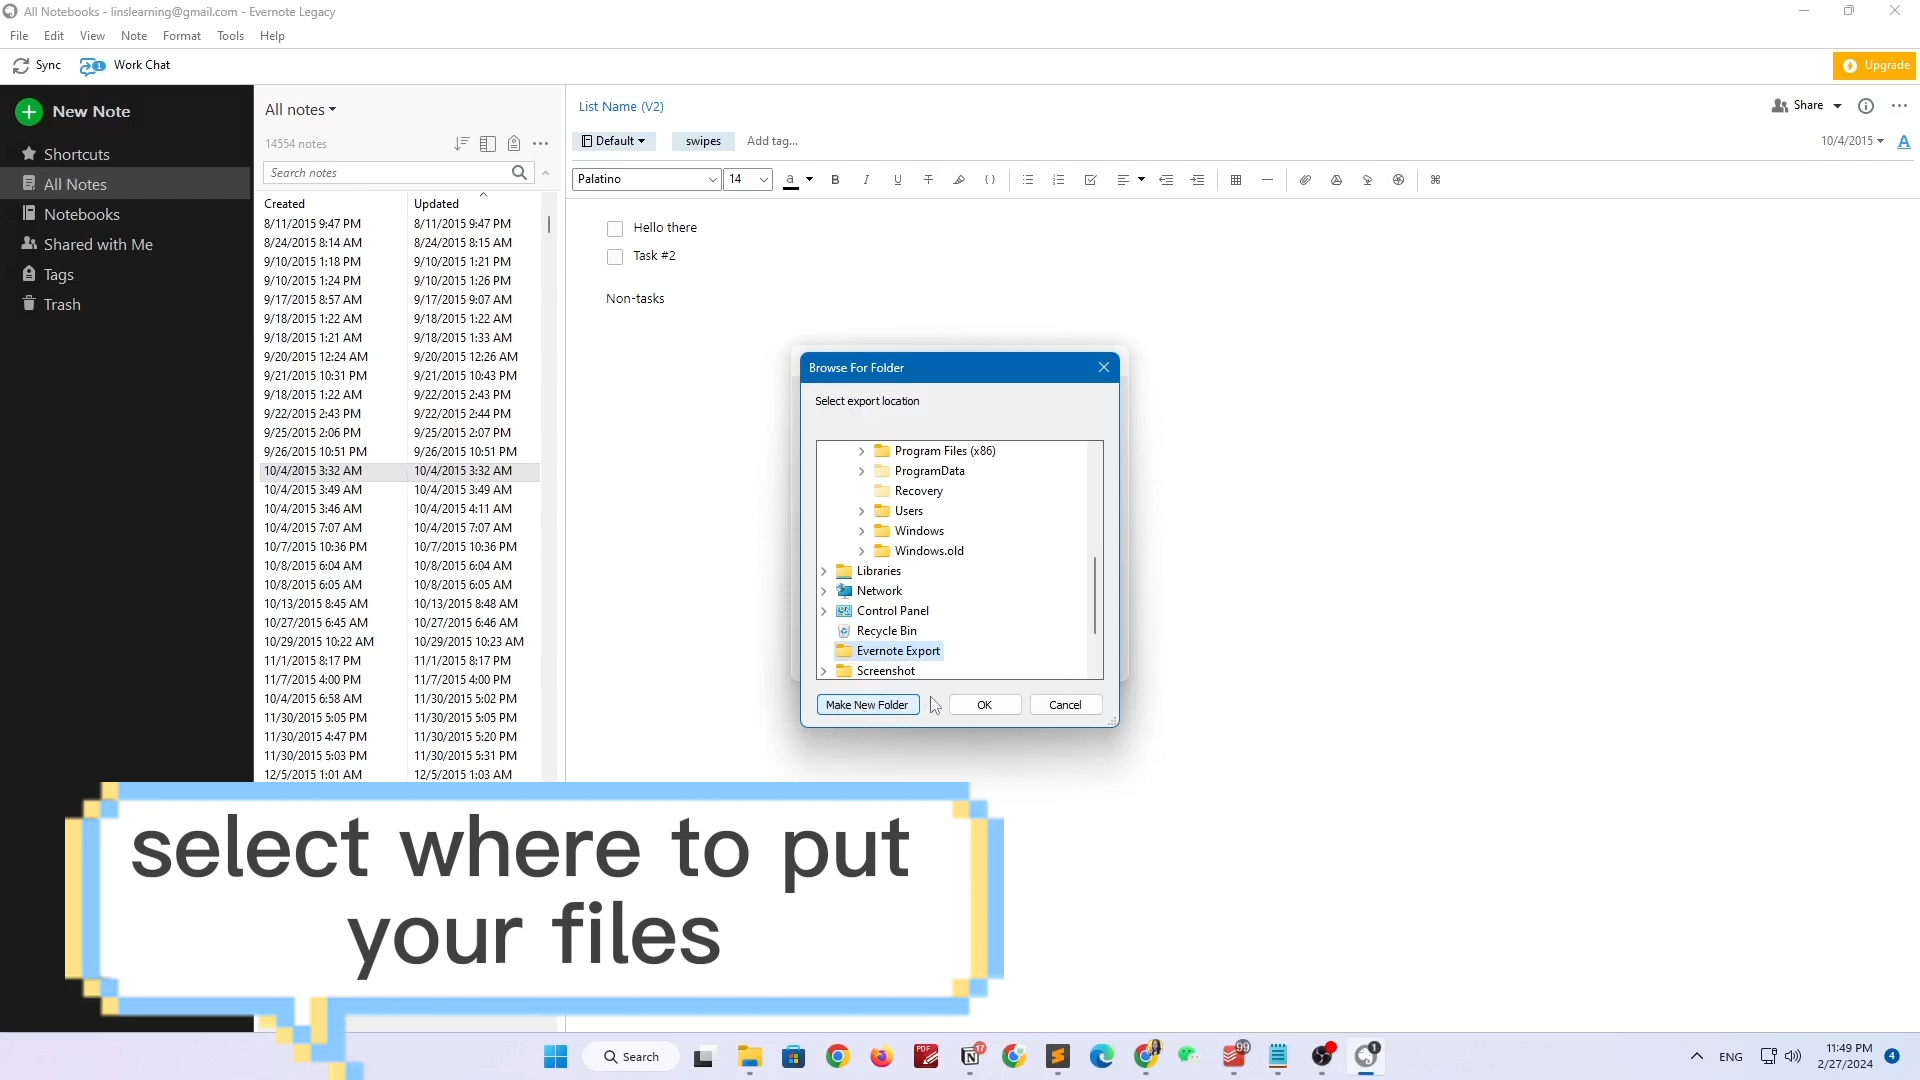 All Notebooks - linslearning@gmail.com - Evernote Legacy
File Edit View Note Format Tools Help
Sync 1 Work Chat
Upgrade
New Note
Shortcuts
All Notes
Notebooks
Shared with Me
Tags
Trash
All notes
14554 notes
Search notes
Created Updated
8/11/2015 9:47 PM 8/11/2015 9:47 PM
8/24/2015 8:14 AM 8/24/2015 8:15 AM
9/10/2015 1:18 PM 9/10/2015 1:21 PM
9/10/2015 1:24 PM 9/10/2015 1:26 PM
9/17/2015 8:57 AM 9/17/2015 9:07 AM
9/18/2015 1:22 AM 9/18/2015 1:22 AM
9/18/2015 1:21 AM 9/18/2015 1:33 AM
9/20/2015 12:24 AM 9/20/2015 12:26 AM
9/21/2015 10:31 PM 9/21/2015 10:43 PM
9/18/2015 1:22 AM 9/22/2015 2:43 PM
9/22/2015 2:43 PM 9/22/2015 2:44 PM
9/25/2015 2:06 PM 9/25/2015 2:07 PM
9/26/2015 10:51 PM 9/26/2015 10:51 PM
10/4/2015 3:32 AM 10/4/2015 3:32 AM
10/4/2015 3:49 AM 10/4/2015 3:49 AM
10/4/2015 3:46 AM 10/4/2015 4:11 AM
10/4/2015 7:07 AM 10/4/2015 7:07 AM
10/7/2015 10:36 PM 10/7/2015 10:36 PM
10/8/2015 6:04 AM 10/8/2015 6:04 AM
10/8/2015 6:05 AM 10/8/2015 6:05 AM
10/13/2015 8:45 AM 10/13/2015 8:48 AM
10/27/2015 6:45 AM 10/27/2015 6:46 AM
10/29/2015 10:22 AM 10/29/2015 10:23 AM
11/1/2015 8:17 PM 11/1/2015 8:17 PM
11/7/2015 4:00 PM 11/7/2015 4:00 PM
10/4/2015 6:58 AM 11/30/2015 5:02 PM
11/30/2015 5:05 PM 11/30/2015 5:05 PM
11/30/2015 4:47 PM 11/30/2015 5:20 PM
11/30/2015 5:03 PM 11/30/2015 5:31 PM
12/5/2015 1:01 AM 12/5/2015 1:03 AM
List Name (V2)
Share
Default swipes Add tag...
10/4/2015 A
Palatino 14 a B I U T
Hello there
Task #2
Non-tasks
Browse For Folder
Select export location
Program Files (x86)
ProgramData
Recovery
Users
Windows
Windows.old
Libraries
Network
Control Panel
Recycle Bin
Evernote Export
Screenshot
Make New Folder OK Cancel
select where to put
your files
Search
PDF
17
99
1
ENG
11:49 PM
2/27/2024
4